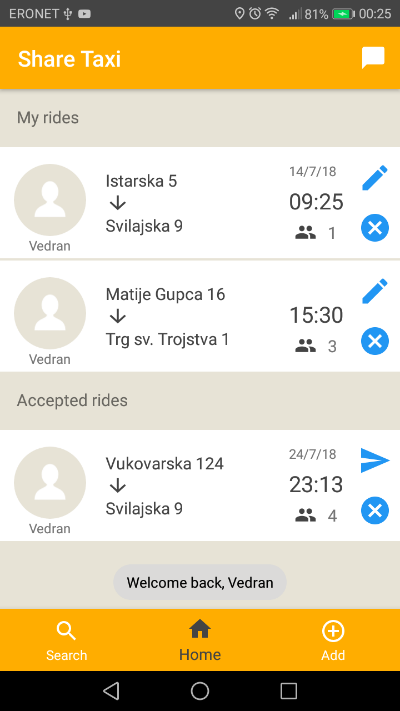 ERONET 81% 00:25
Share Taxi
My rides
Istarska 5
Svilajska 9
Vedran
14/7/18
09:25
1
Matije Gupca 16
Trg sv. Trojstva 1
Vedran
15:30
3
Accepted rides
Vukovarska 124
Svilajska 9
Vedran
24/7/18
23:13
4
Welcome back, Vedran
Search Home Add